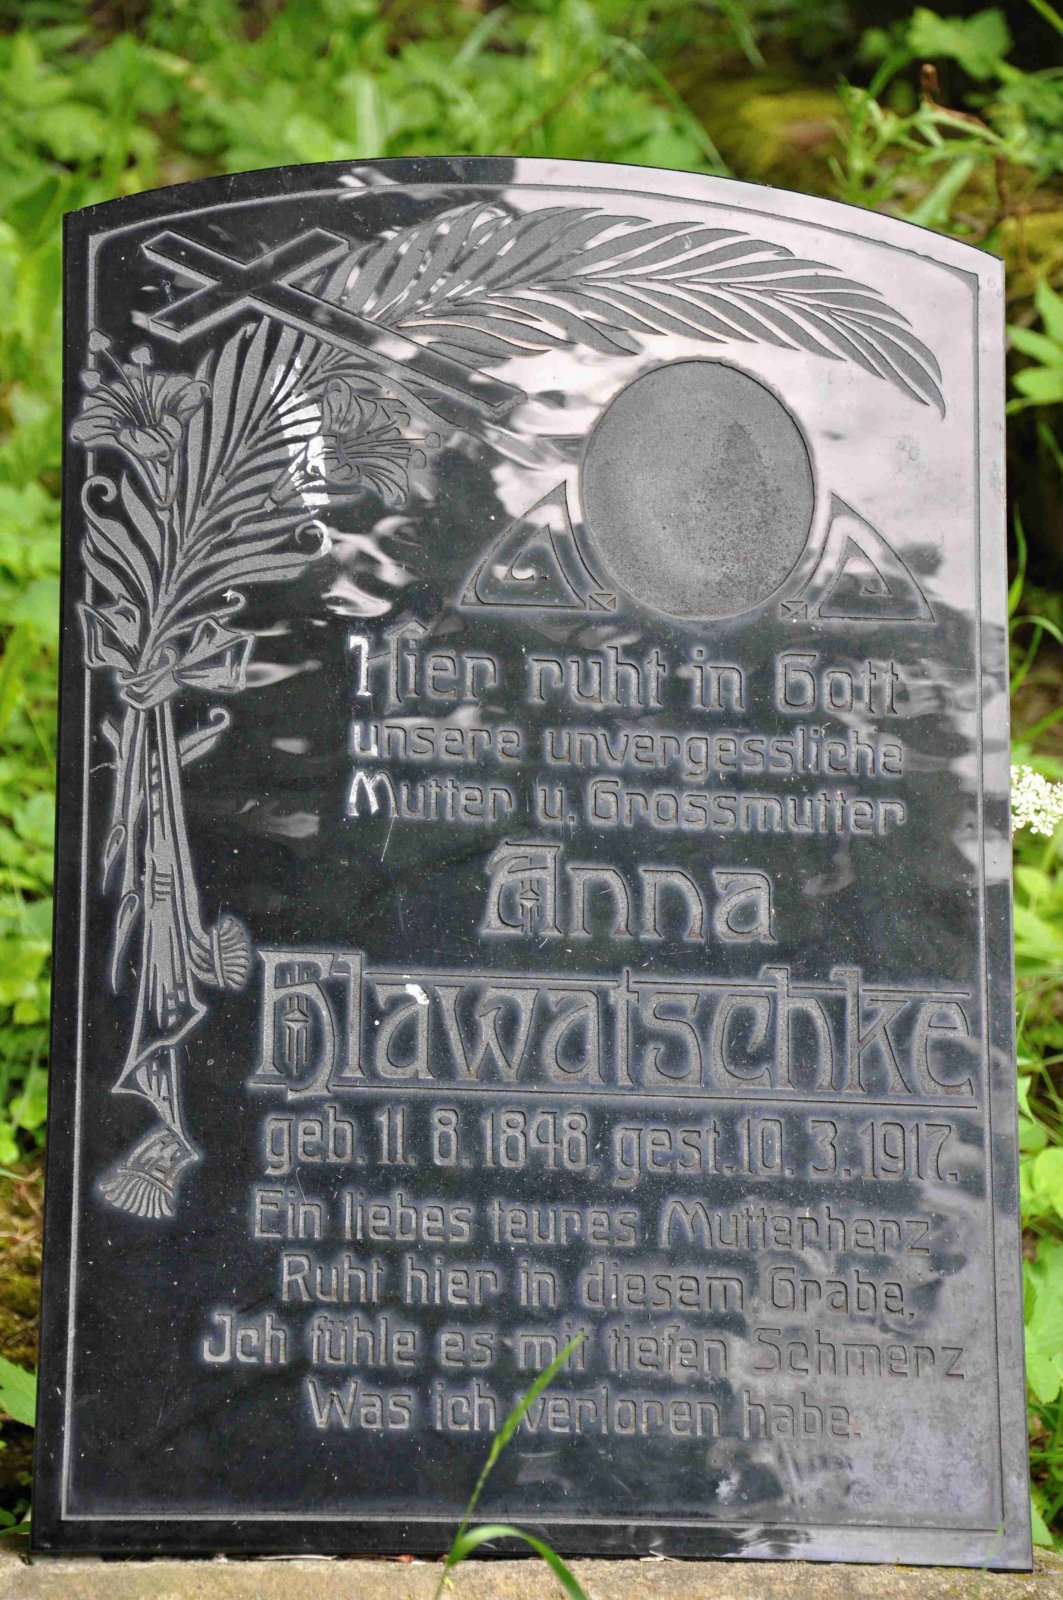 Hier ruht in Gott
unsere unvergessliche
Mutter u. Grossmutter
Anna
Hlawatschke
geb. 11. 8. 1848, gest. 10. 3. 1917.
Ein liebes teures Mutterherz
Ruht hier in diesem Grabe,
Ich fühle es mit tiefen Schmerz
Was ich verloren habe.